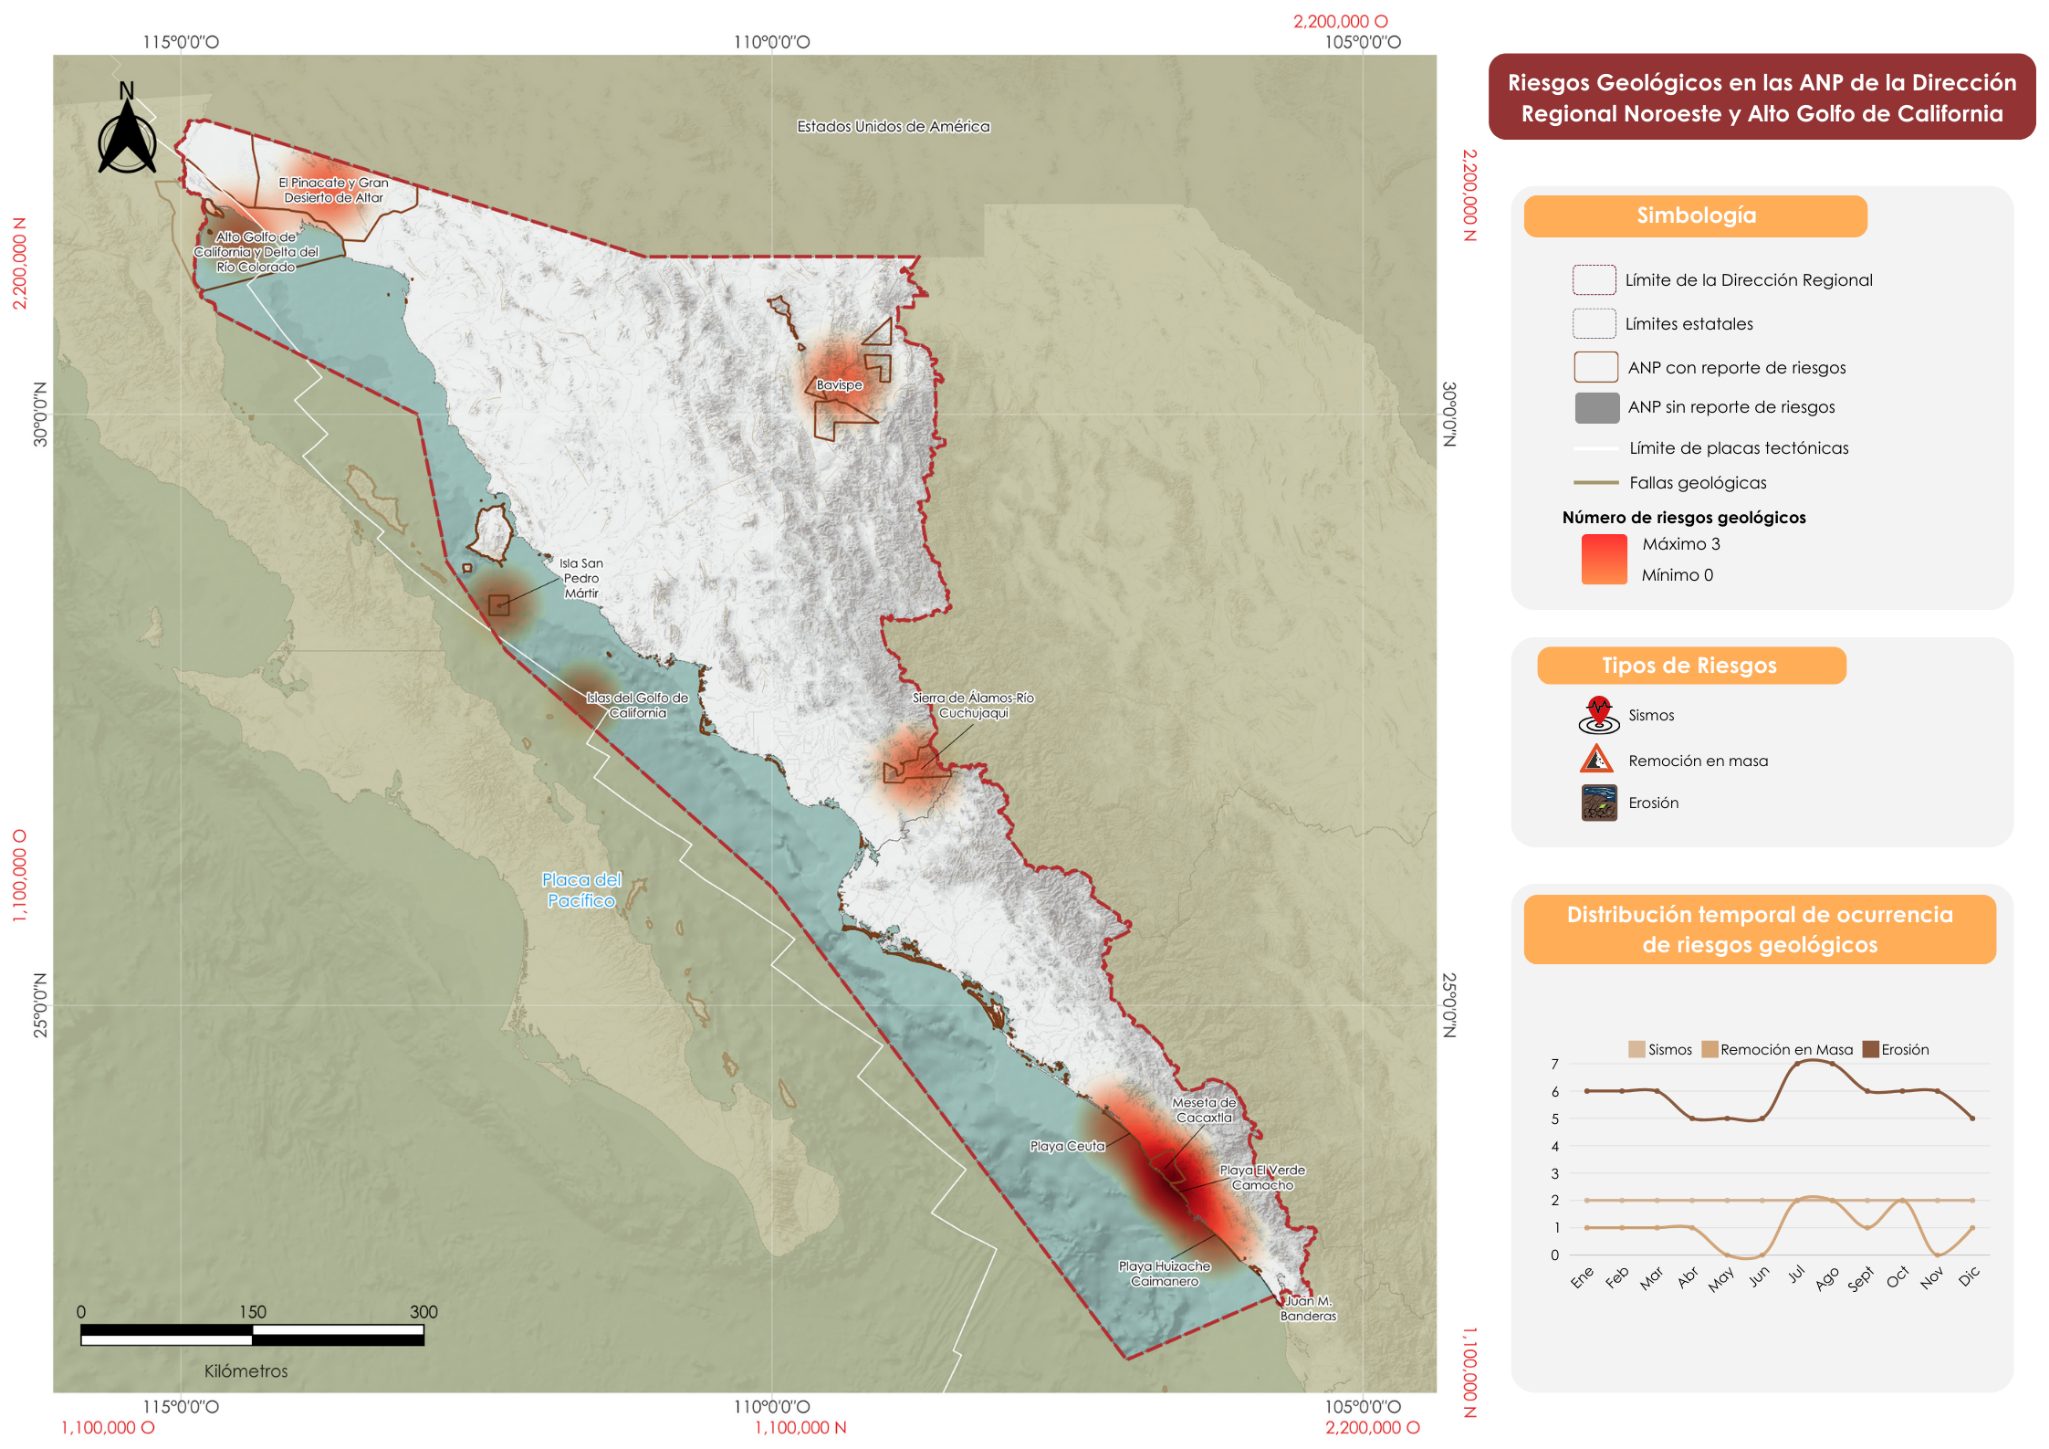 2,200,000 O
115°0'0"O
110°0'0"O
105°0'0"O
Riesgos Geológicos en las ANP de la Dirección
Regional Noroeste y Alto Golfo de California
N
Estados Unidos de América
2,200,000 N
2,200,000 N
El Pinacate y Gran
Desierto de Altar
Alto Golfo de
California y Delta del
Río Colorado
Bavispe
30°0'0"N
30°0'0"N
Isla San
Pedro
Mártir
Islas del Golfo de
California
Sierra de Álamos-Río
Cuchujaqui
1,100,000 O
Placa del
Pacífico
25°0'0"N
25°0'0"N
Meseta de
Cacaxtla
Playa Ceuta
Playa El Verde
Camacho
Playa Huizache
Caimanero
Juan M.
Banderas
0
150
300
Kilómetros
1,100,000 N
115°0'0"O
110°0'0"O
105°0'0"O
1,100,000 O
1,100,000 N
2,200,000 O
Simbología
Límite de la Dirección Regional
Límites estatales
ANP con reporte de riesgos
ANP sin reporte de riesgos
Límite de placas tectónicas
Fallas geológicas
Número de riesgos geológicos
Máximo 3
Mínimo 0
Tipos de Riesgos
Sismos
Remoción en masa
Erosión
Distribución temporal de ocurrencia
de riesgos geológicos
Sismos Remoción en Masa Erosión
7
6
5
4
3
2
1
0
Ene Feb Mar Abr May Jun Jul Ago Sept Oct Nov Dic